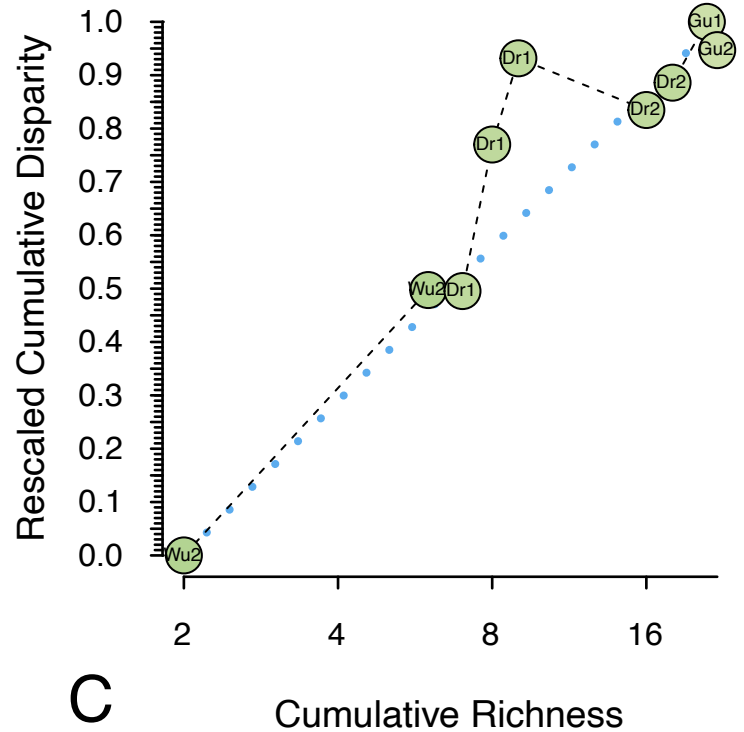 Rescaled Cumulative Disparity
1.0
0.9
0.8
0.7
0.6
0.5
0.4
0.3
0.2
0.1
0.0
Gu1
Gu2
Dr1
Dr2
Dr2
Dr1
Wu2
Dr1
Wu2
2
4
8
16
C
Cumulative Richness